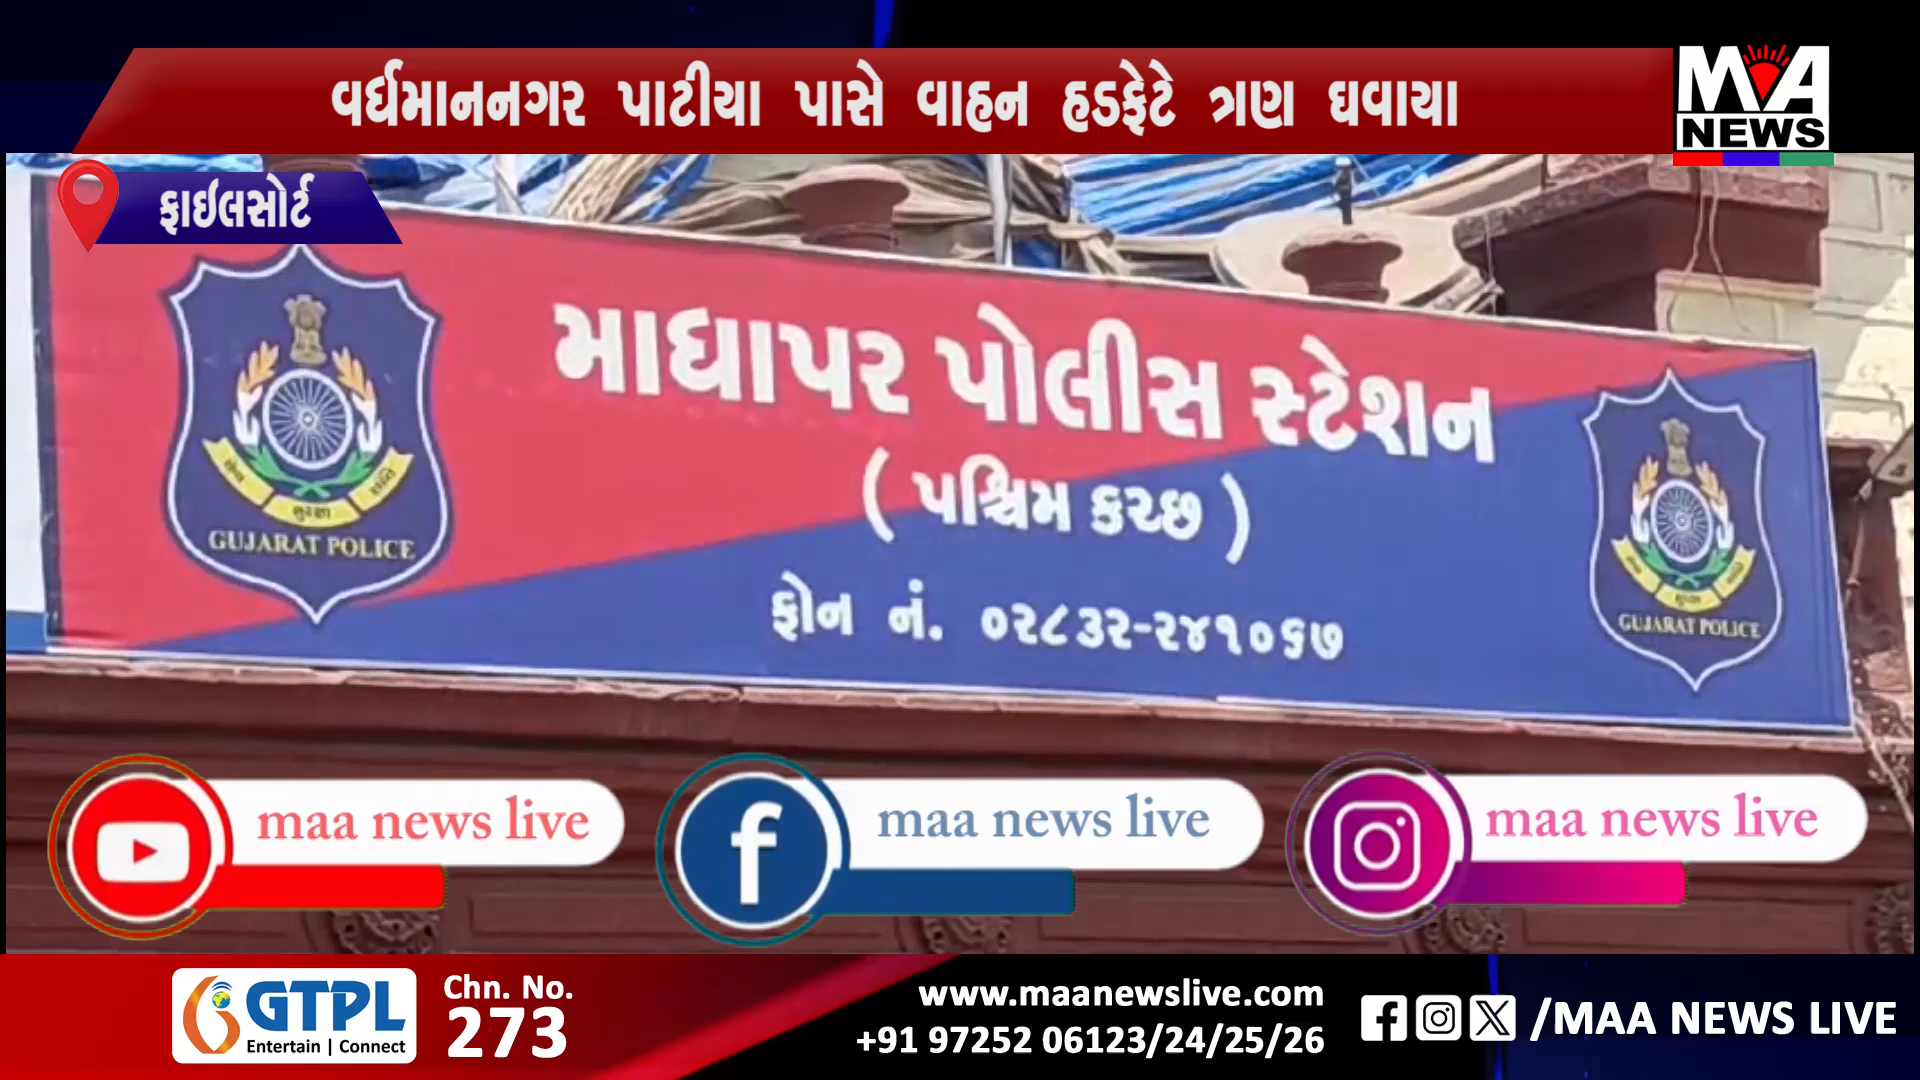 વર્ધમાનનગર પાટીયા પાસે વાહન હડફેટે ત્રણ ઘવાયા
MAA
NEWS
ફાઇલસોર્ટ
માધાપર પોલીસ સ્ટેશન
( પશ્ચિમ કચ્છ )
ફોન નં. ૦૨૮૩૨-૨૪૧૦૬૭
સુરક્ષા
GUJARAT POLICE
GUJARAT POLICE
maa news live
maa news live
maa news live
GTPL
Entertain | Connect
Chn. No.
273
www.maanewslive.com
+91 97252 06123/24/25/26
/MAA NEWS LIVE